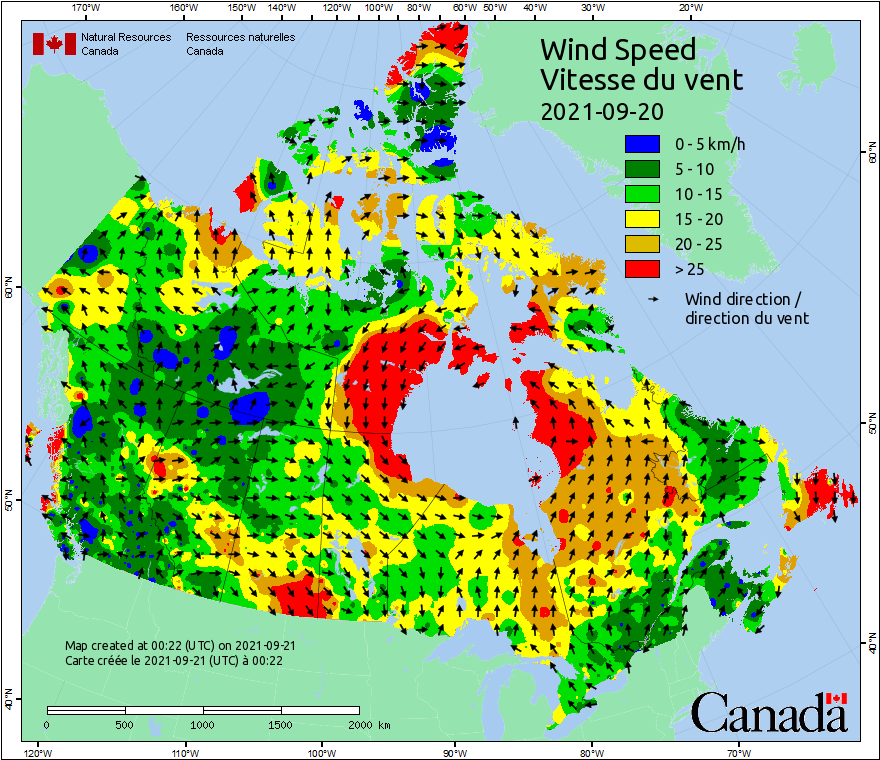 170°W 160°W 150°W 140°W 130°W 120°W 110°W 100°W 90°W 80°W 70°W 60°W 50°W 40°W 30°W 20°W
Natural Resources Canada
Ressources naturelles Canada
Wind Speed
Vitesse du vent
2021-09-20
0 - 5 km/h
5 - 10
10 - 15
15 - 20
20 - 25
> 25
Wind direction /
direction du vent
60°N
50°N
40°N
60°N
50°N
40°N
Map created at 00:22 (UTC) on 2021-09-21
Carte créée le 2021-09-21 (UTC) à 00:22
0 500 1000 1500 2000 km
Canada
120°W 110°W 100°W 90°W 80°W 70°W